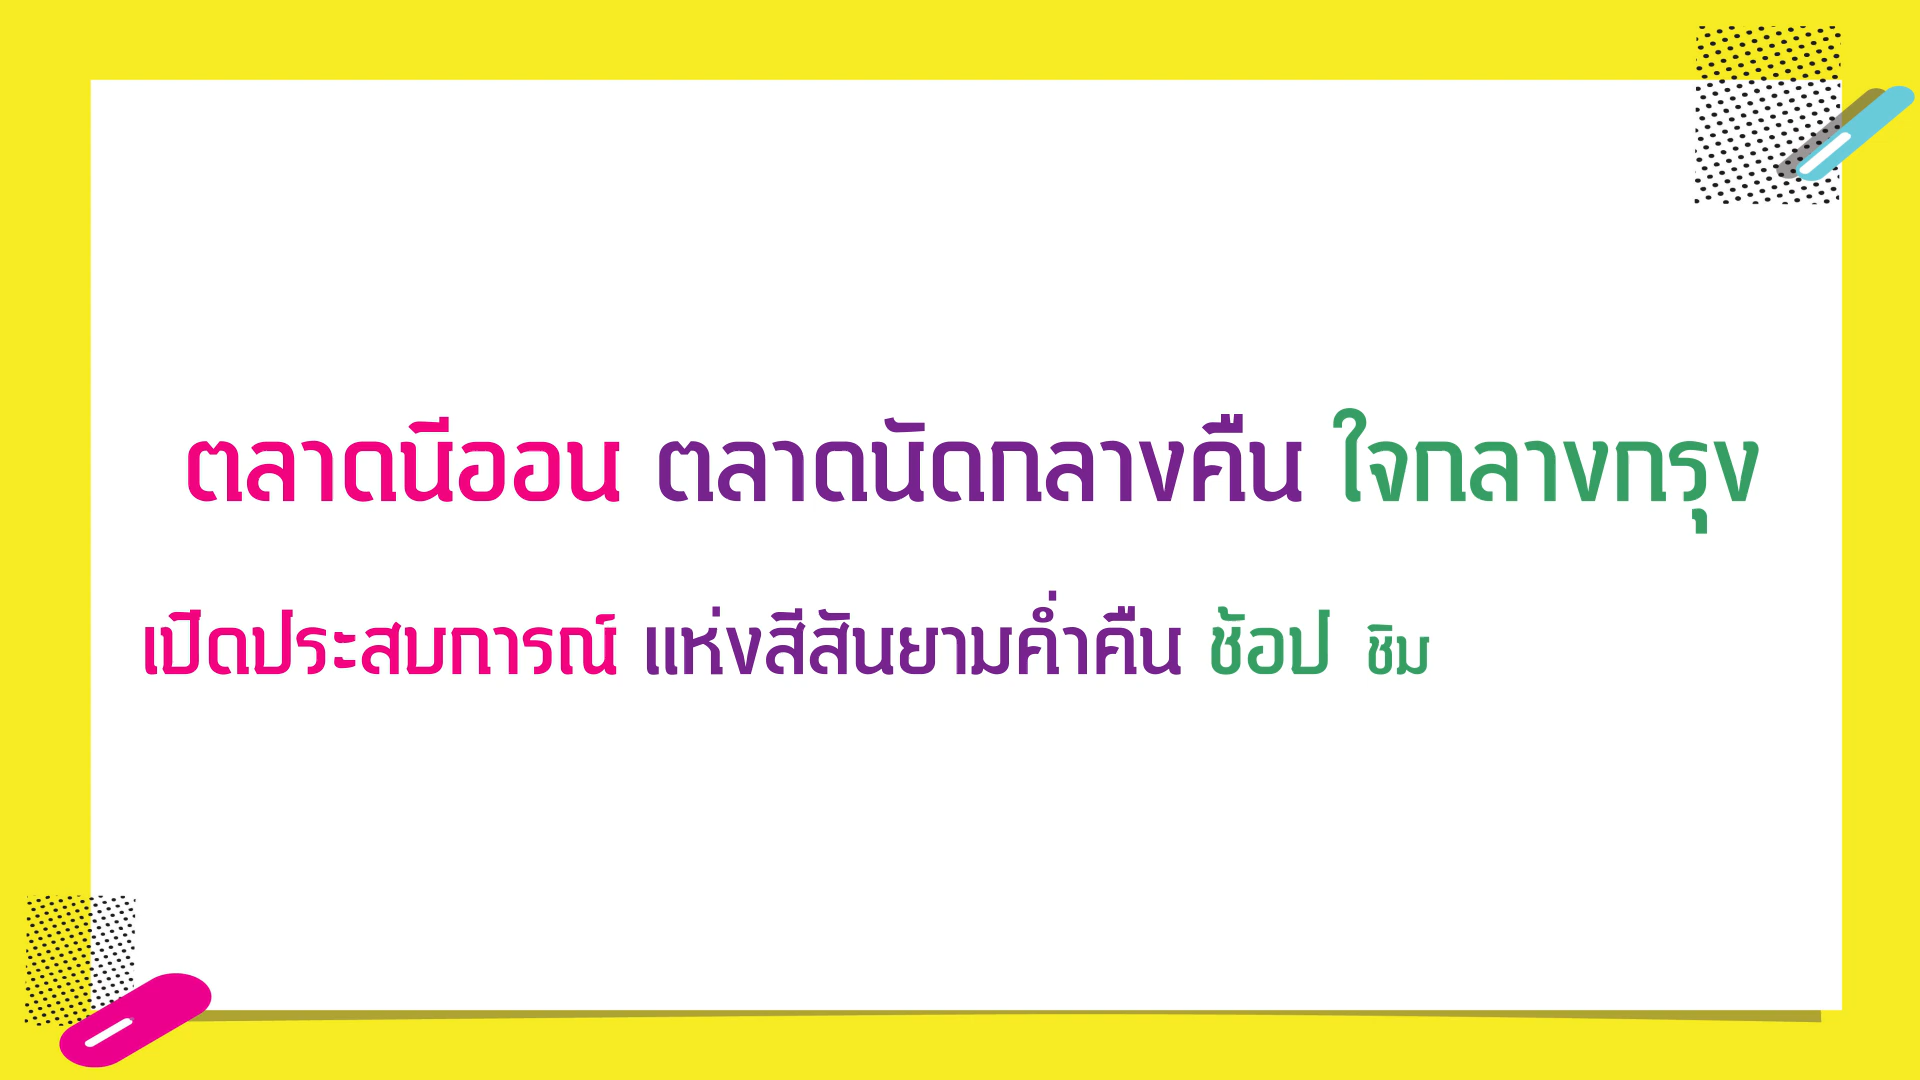 ตลาดนีออน ตลาดนัดกลางคืน ใจกลางกรุง
เปิดประสบการณ์ แห่งสีสันยามค่ำคืน ช้อป ชิม